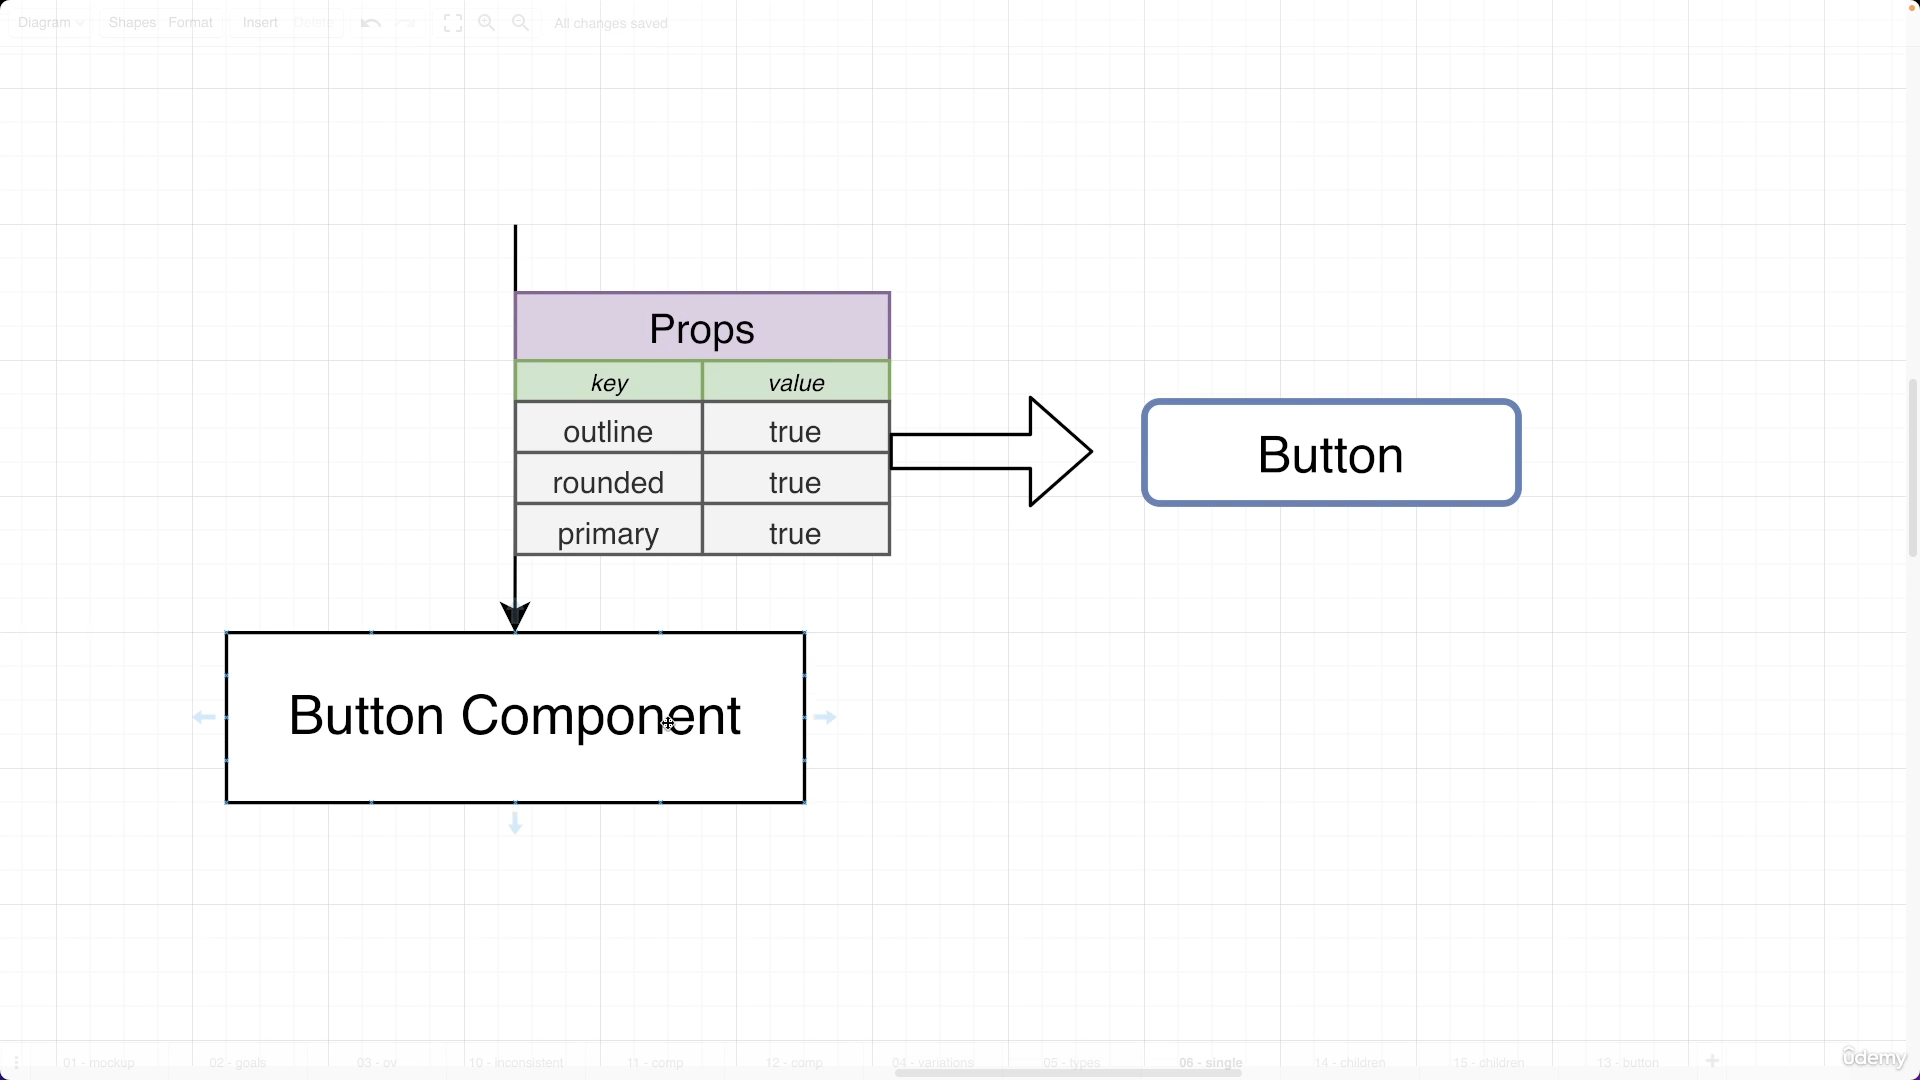 Diagram Shapes Format Insert Delete All changes saved
Props
key value
outline true
rounded true
primary true
Button
Button Component
01 - mockup 02 - goals 03 - ov 10 - inconsistent 11 - comp 12 - comp 04 - variations 05 - types 06 - single 14 - children 15 - children 13 - button
ûdemy